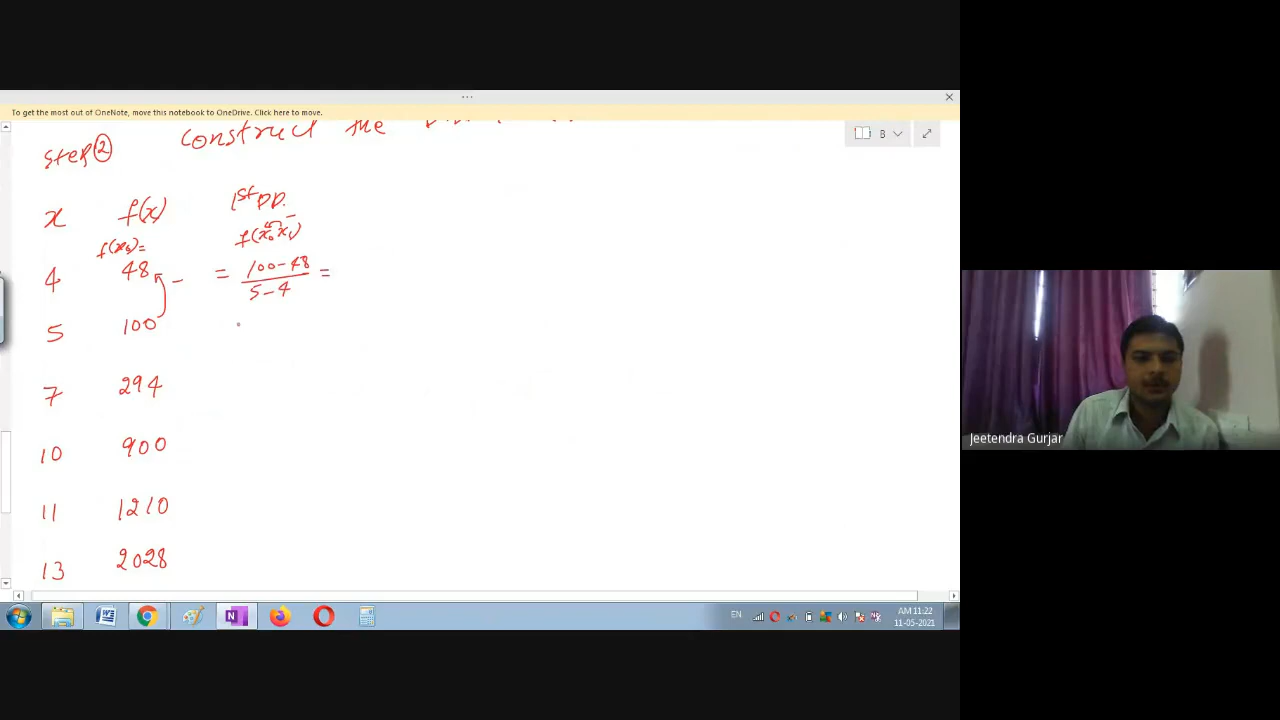 To get the most out of OneNote, move this notebook to OneDrive. Click here to move.
B
construct the
step ②
x f(x) 1st D.D.
f(x₀)= f(x₀, x₁)
4 48 = 100-48 / 5-4 =
5 100
7 294
10 900
11 1210
13 2028
Jeetendra Gurjar
EN
AM 11:22
11-05-2021